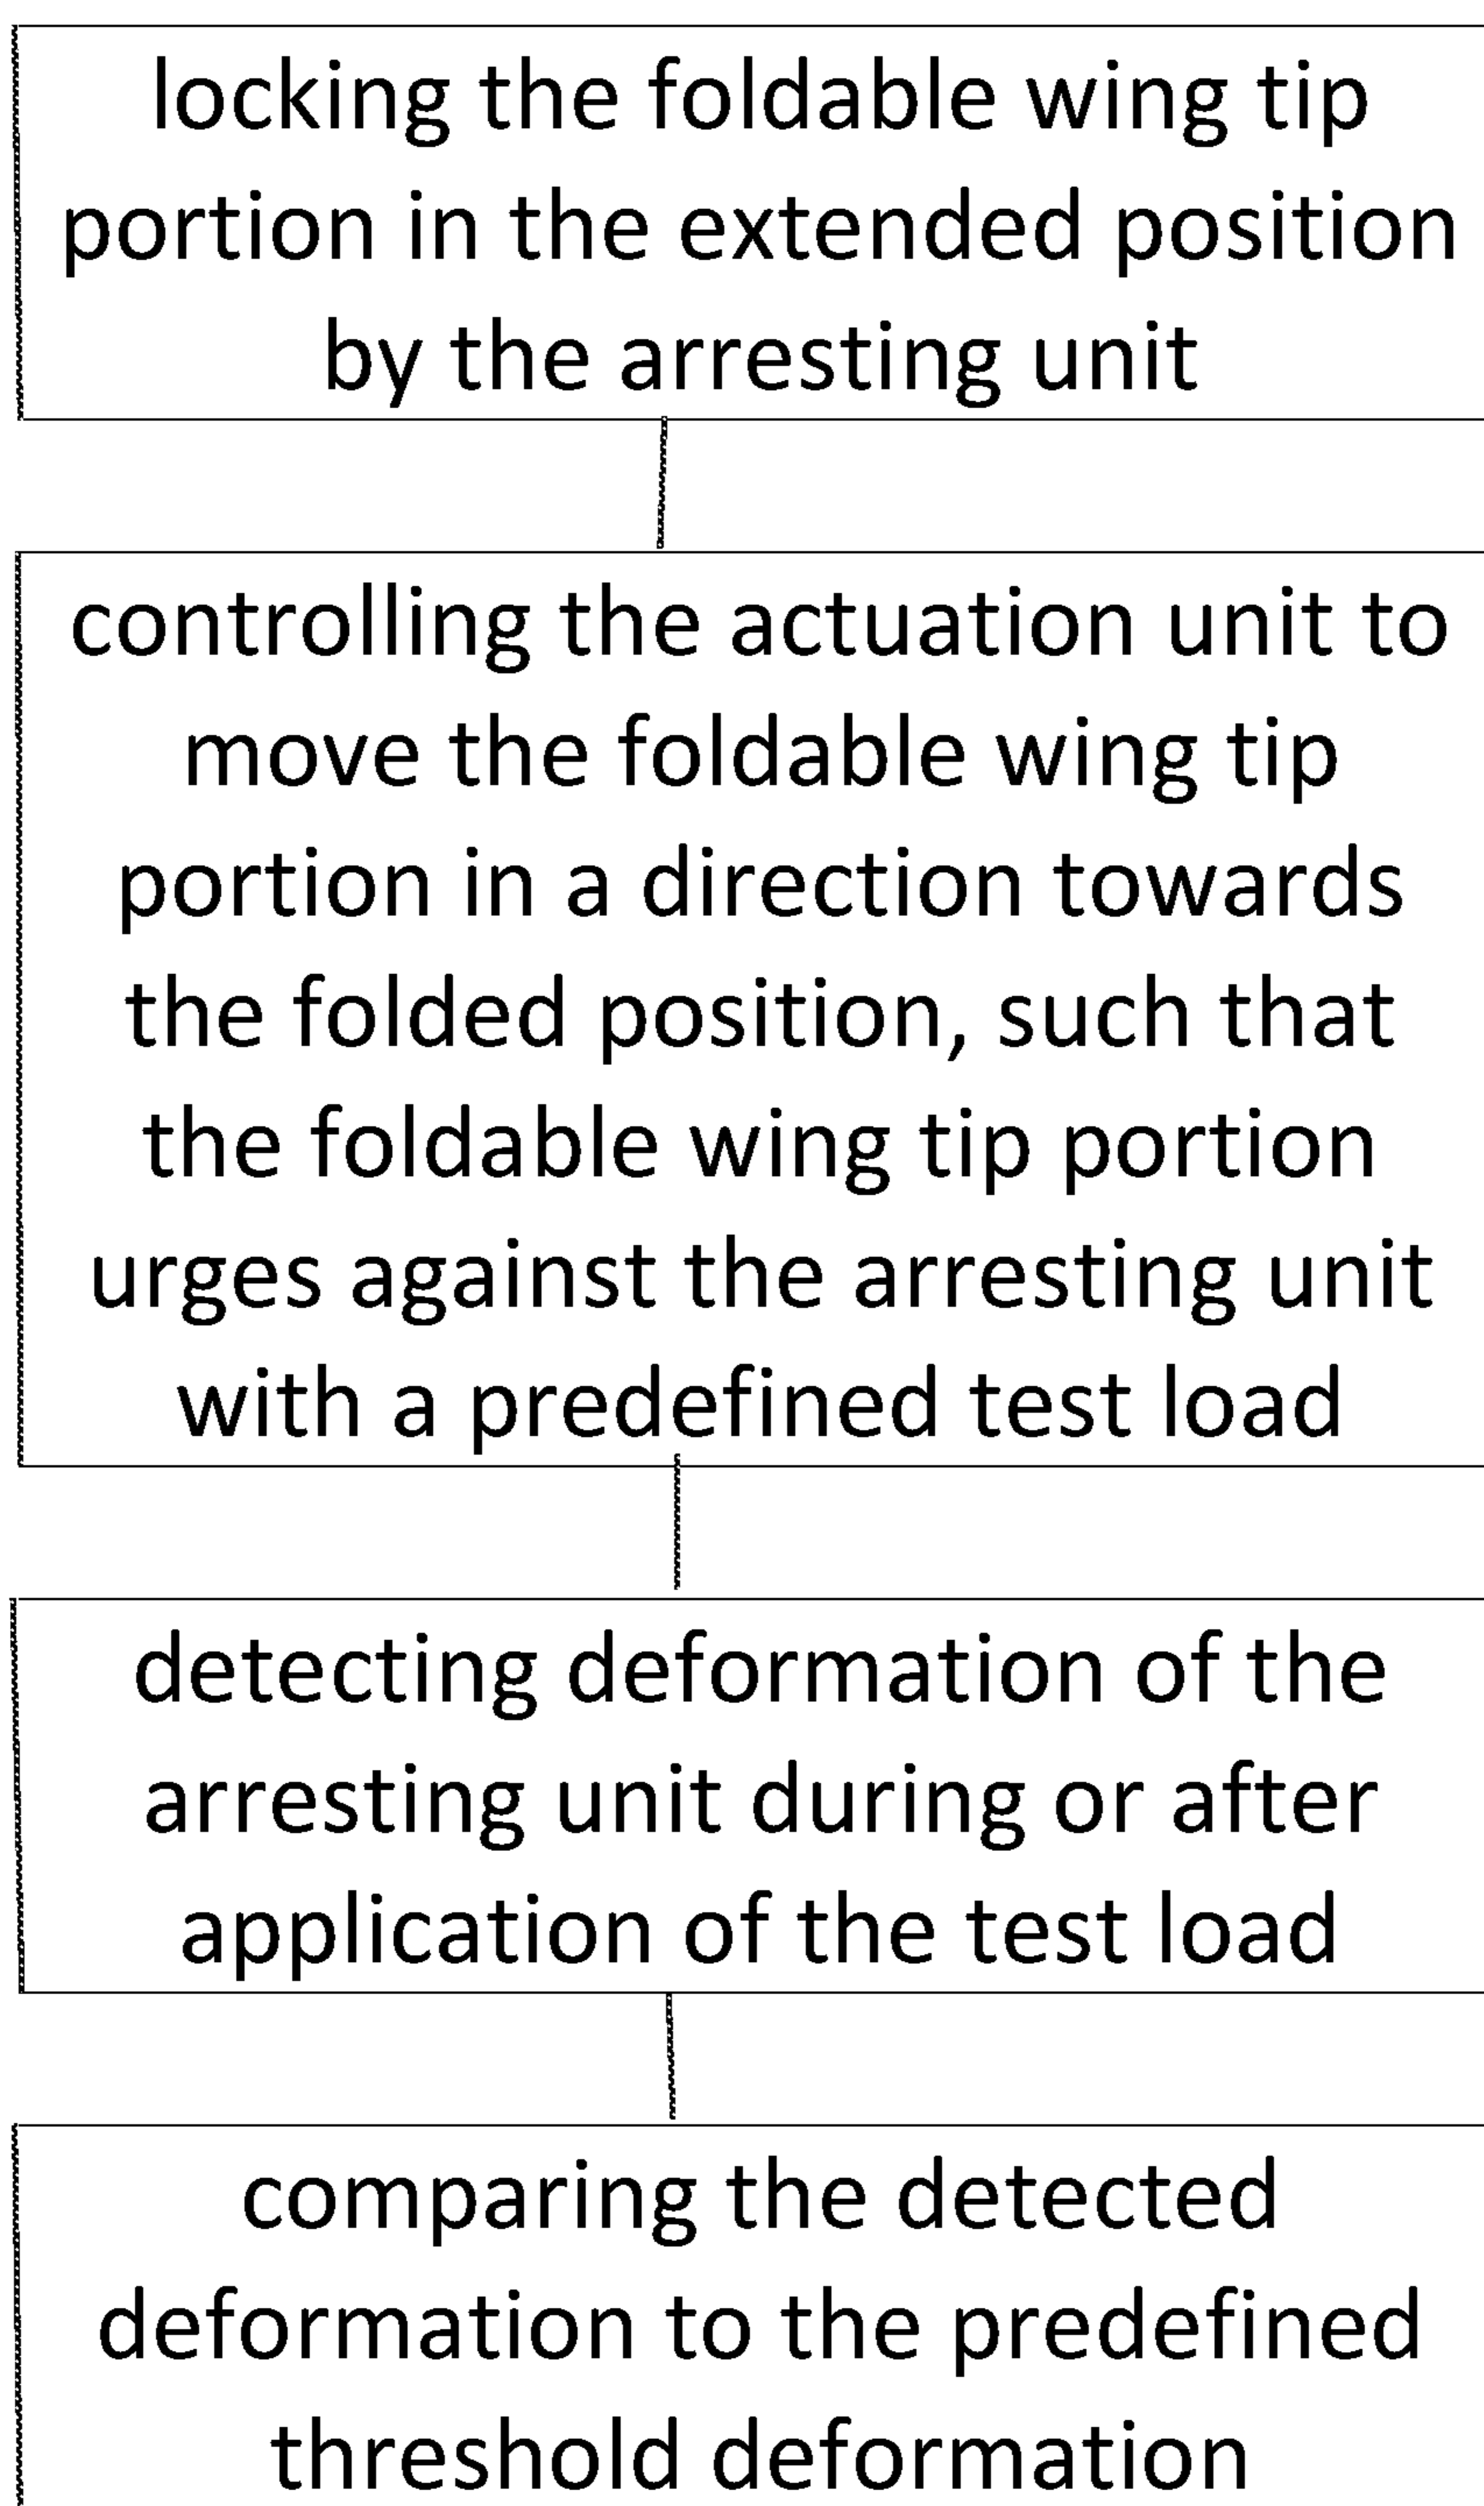 locking the foldable wing tip
portion in the extended position
by the arresting unit
controlling the actuation unit to
move the foldable wing tip
portion in a direction towards
the folded position, such that
the foldable wing tip portion
urges against the arresting unit
with a predefined test load
detecting deformation of the
arresting unit during or after
application of the test load
comparing the detected
deformation to the predefined
threshold deformation